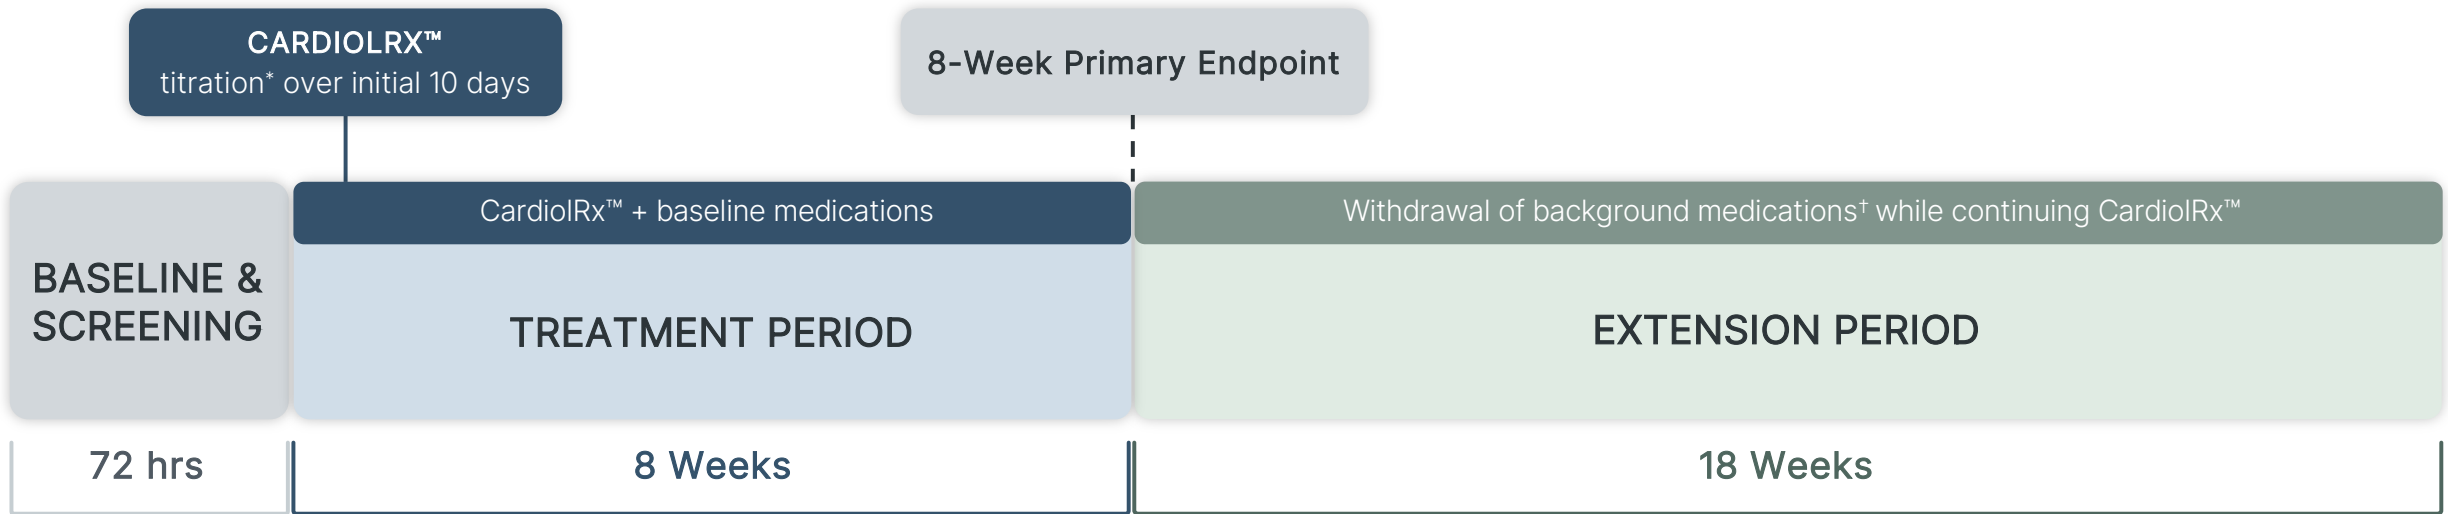 CARDIOLRX™
titration* over initial 10 days
8-Week Primary Endpoint
CardiolRx™ + baseline medications
Withdrawal of background medications† while continuing CardiolRx™
BASELINE &
SCREENING
TREATMENT PERIOD
EXTENSION PERIOD
72 hrs
8 Weeks
18 Weeks